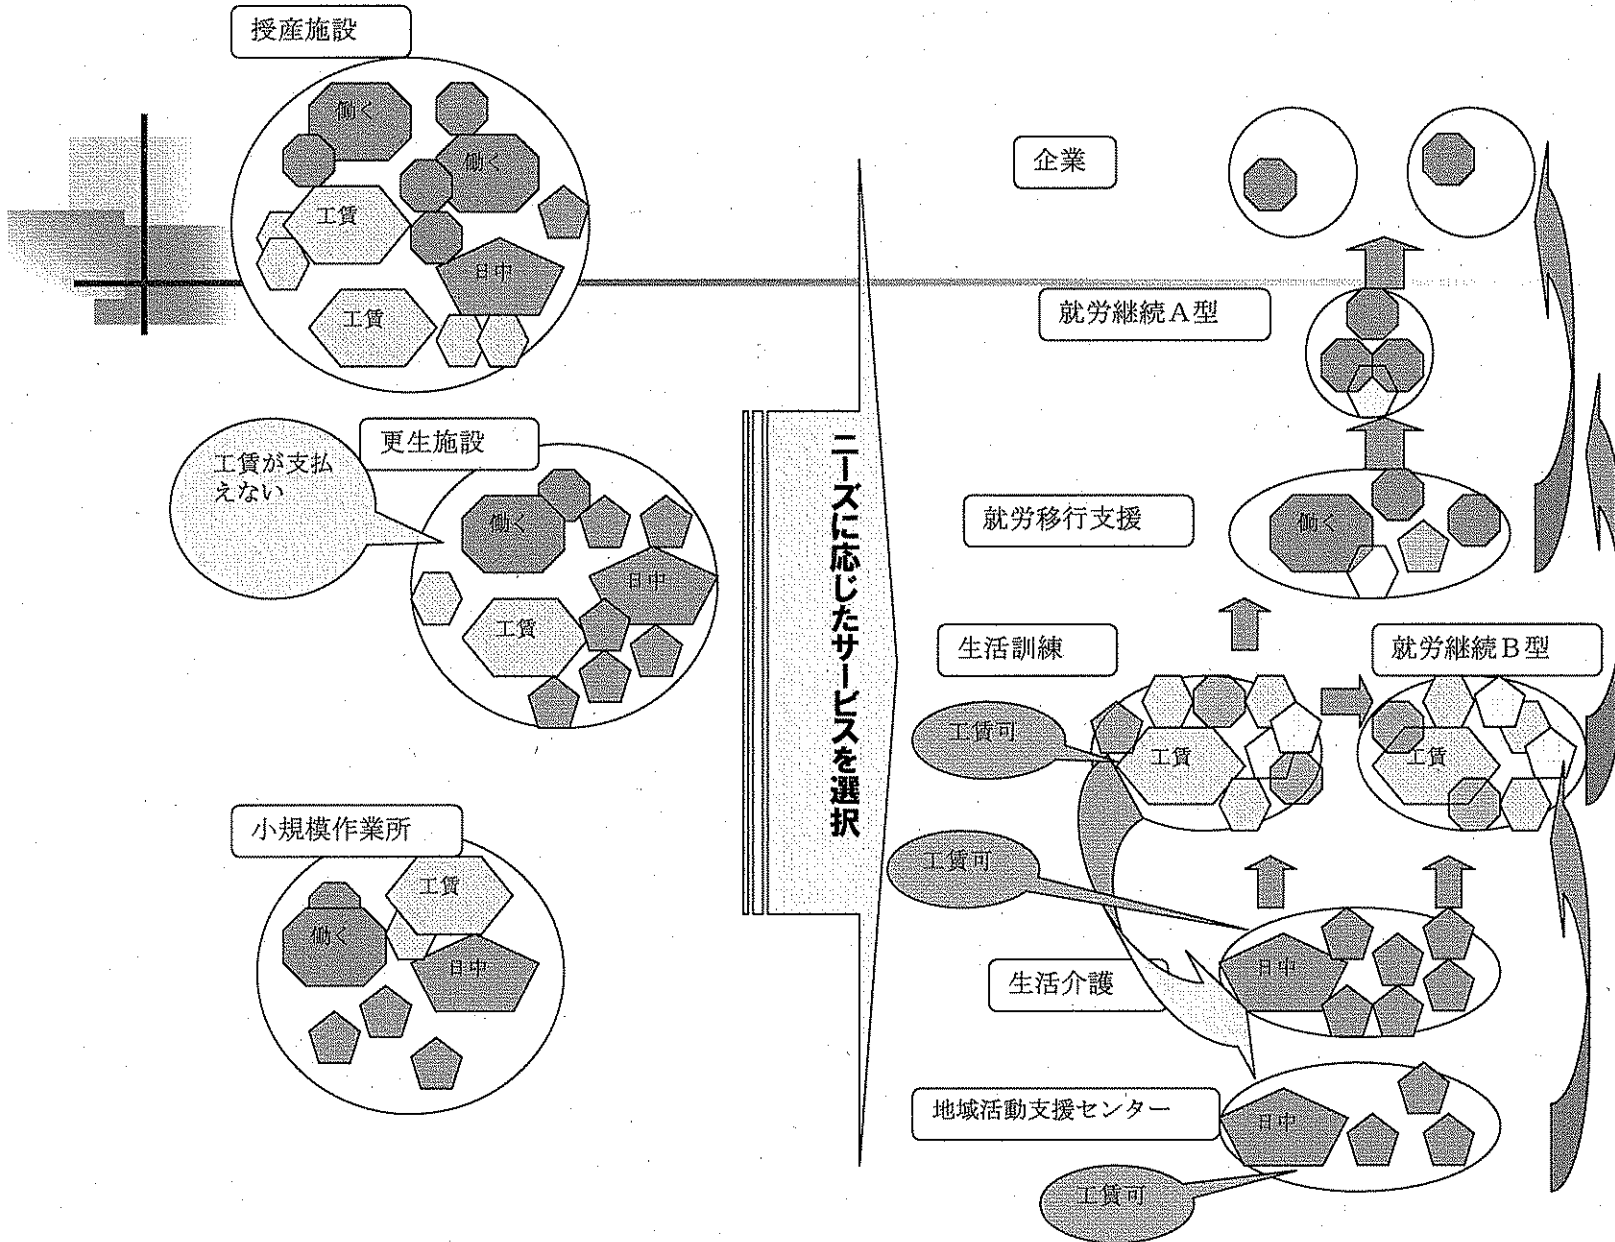 授産施設
働く
働く
工賃
日中
工賃
更生施設
工賃が支払
えない
働く
日中
工賃
小規模作業所
工賃
働く
日中
ニーズに応じたサービスを選択
企業
就労継続A型
就労移行支援
働く
生活訓練
就労継続B型
工賃可
工賃
工賃
工賃可
生活介護
日中
地域活動支援センター
日中
工賃可